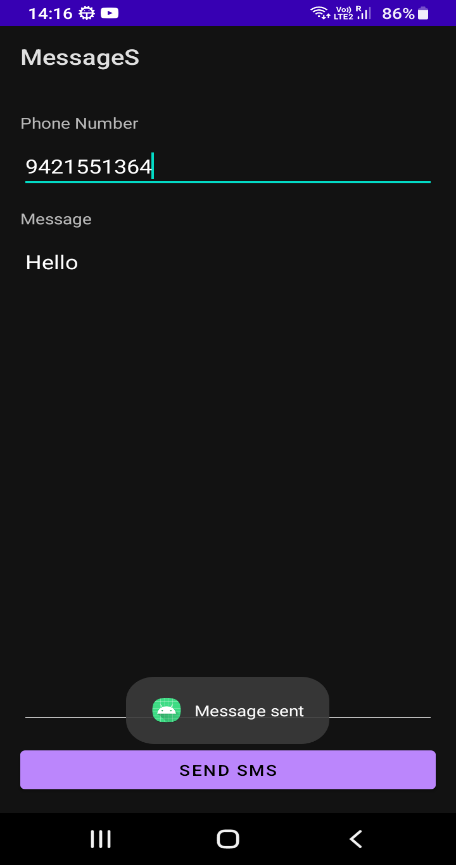 14:16 Vo)) LTE2 R 86%
MessageS
Phone Number
9421551364
Message
Hello
Message sent
SEND SMS